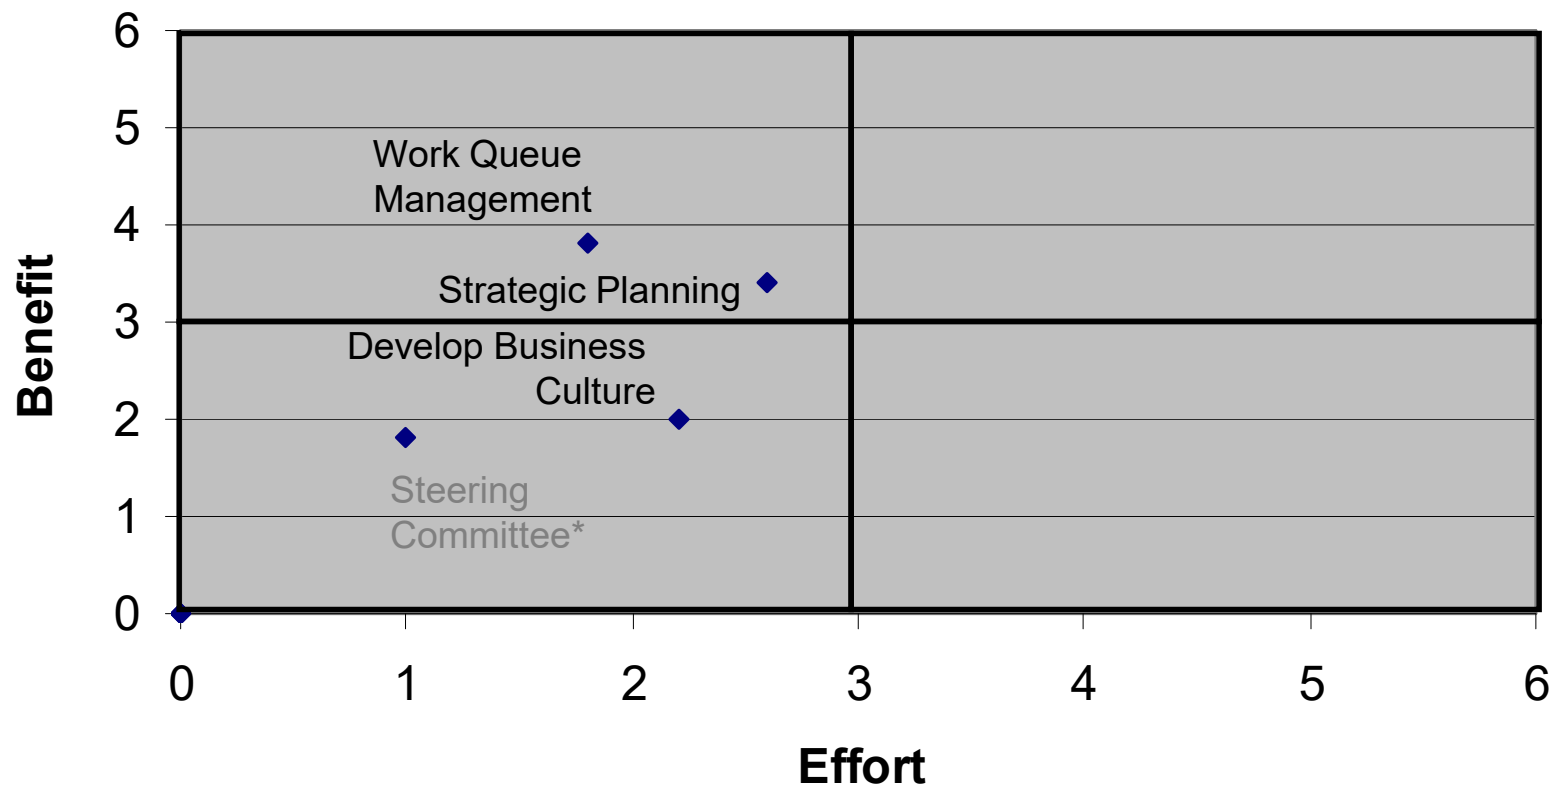 6
5
Work Queue
Management
4
Strategic Planning
3
Develop Business
Culture
2
Steering
Committee*
1
0
Benefit
0 1 2 3 4 5 6
Effort